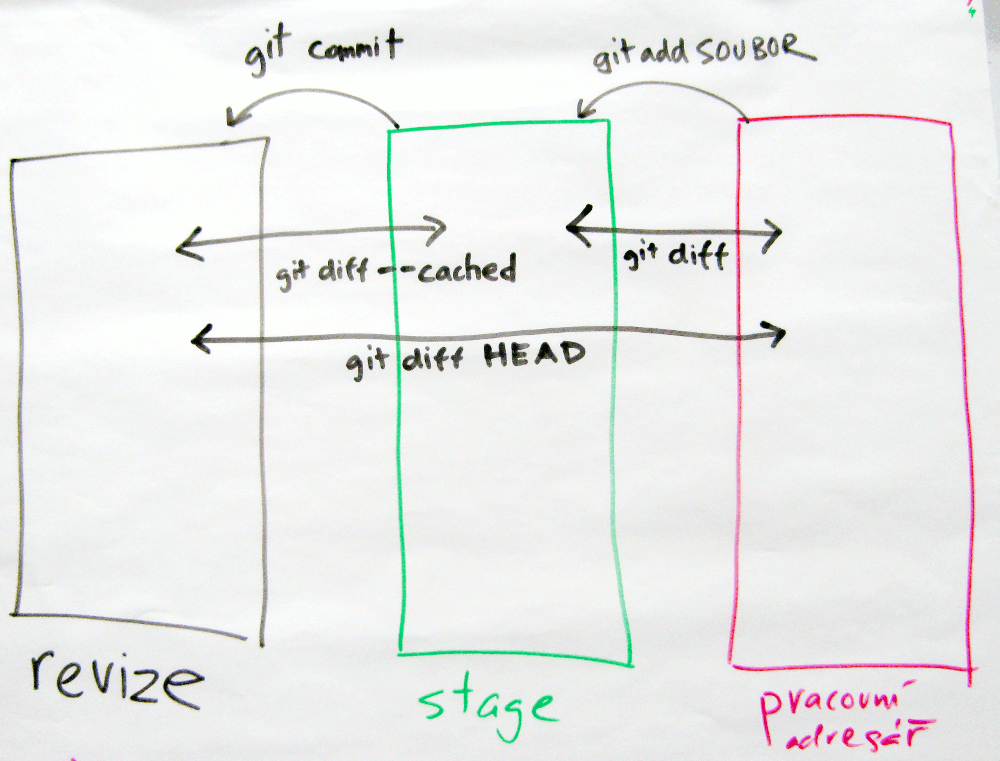 git commit
git add SOUBOR
git diff
git diff --cached
git diff HEAD
revize
stage
pracovní
adresář